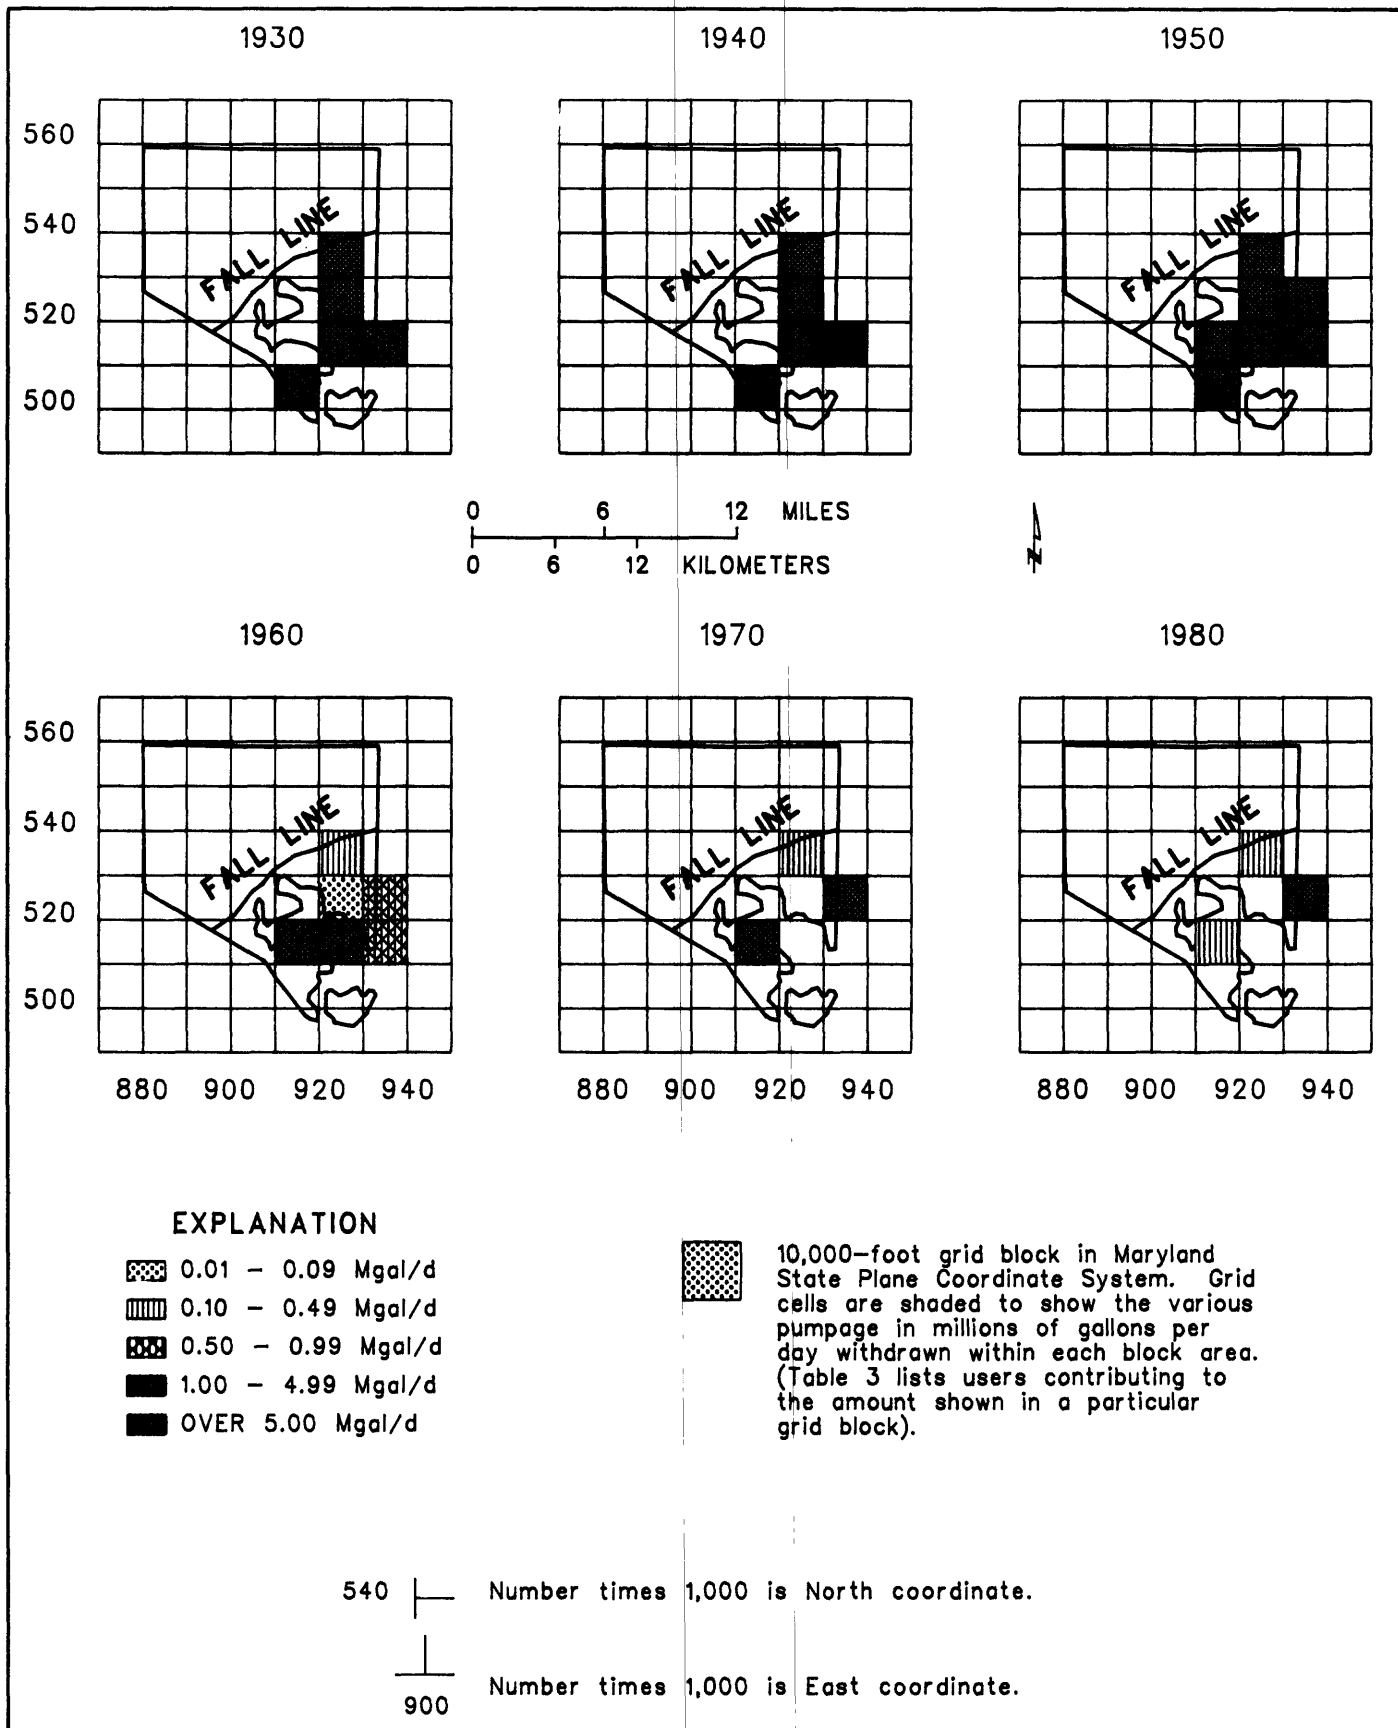 1930 1940 1950
560
540
520
500
FALL LINE FALL LINE FALL LINE
0 6 12 MILES
0 6 12 KILOMETERS
N
1960 1970 1980
560
540
520
500
FALL LINE FALL LINE FALL LINE
880 900 920 940 900 920 940 880 900 920 940
EXPLANATION
0.01 - 0.09 Mgal/d
0.10 - 0.49 Mgal/d
0.50 - 0.99 Mgal/d
1.00 - 4.99 Mgal/d
OVER 5.00 Mgal/d
10,000-foot grid block in Maryland
State Plane Coordinate System. Grid
cells are shaded to show the various
pumpage in millions of gallons per
day withdrawn within each block area.
(Table 3 lists users contributing to
the amount shown in a particular
grid block).
540 Number times 1,000 is North coordinate.
900 Number times 1,000 is East coordinate.